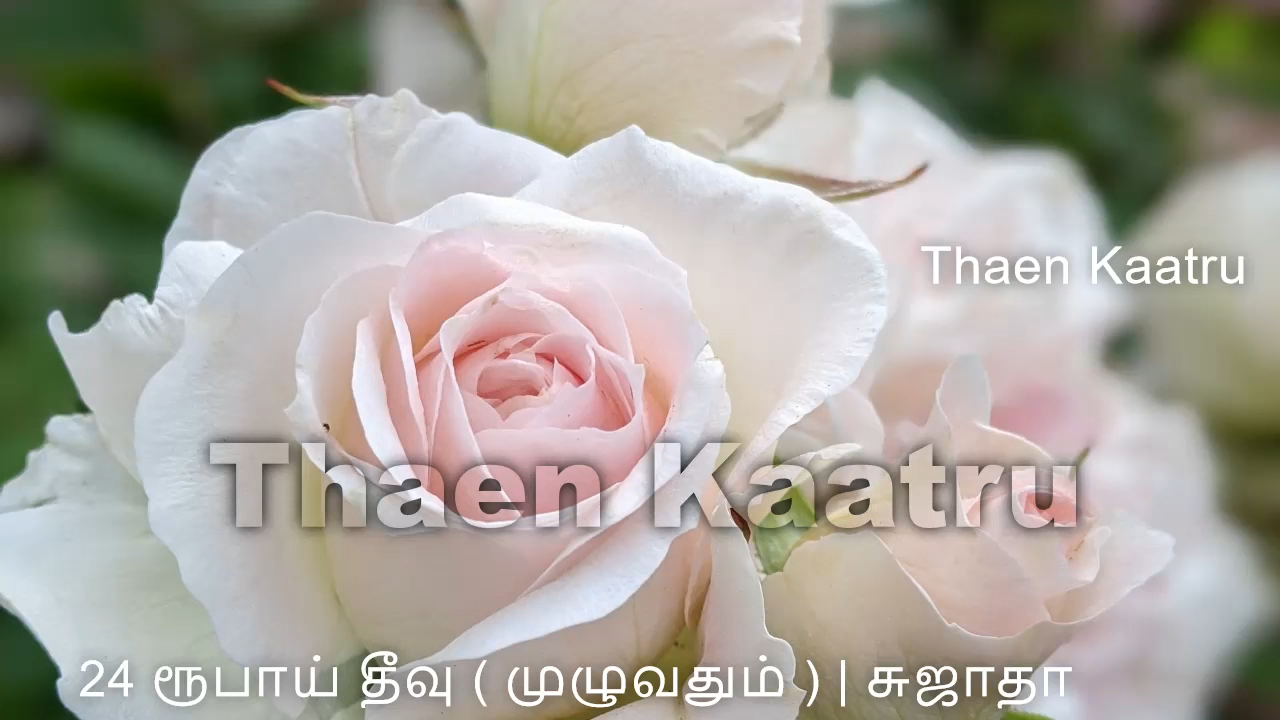 Thaen Kaatru
Thaen Kaatru
24 ரூபாய் தீவு ( முழுவதும் ) | சுஜாதா